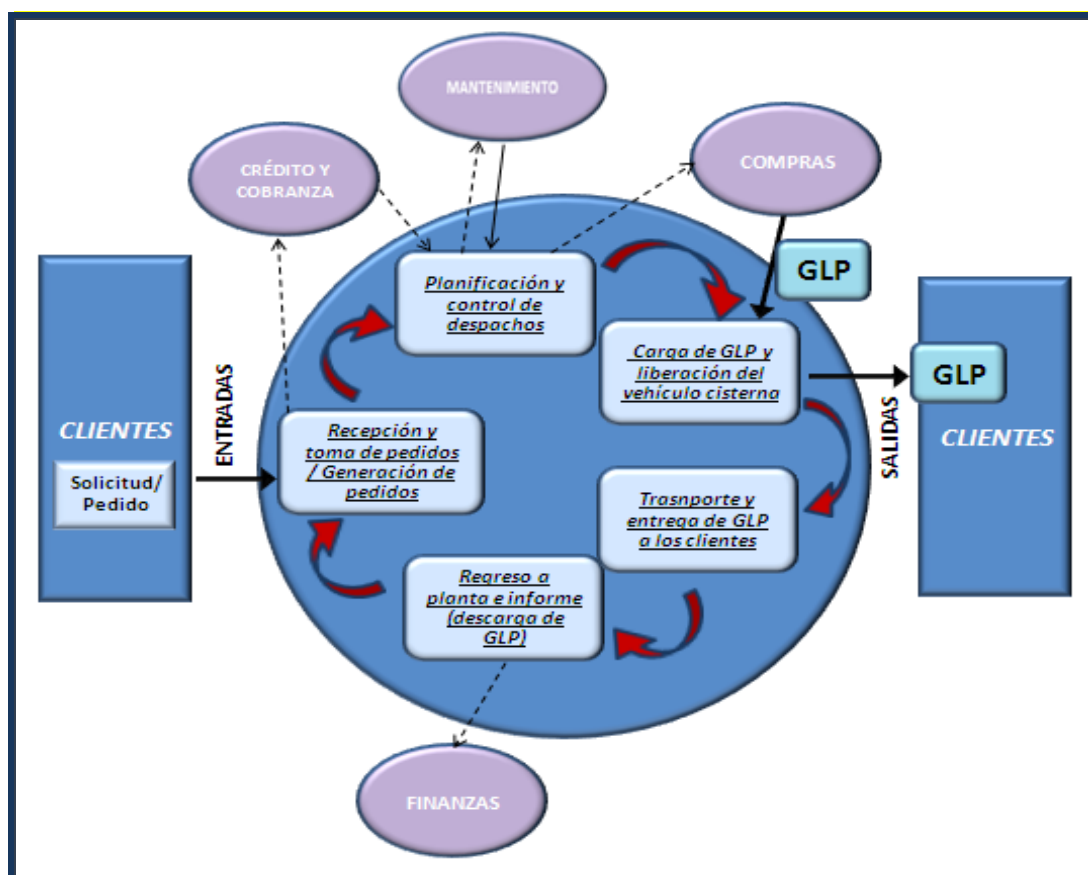 MANTENIMIENTO
CRÉDITO Y
COBRANZA
COMPRAS
Planificación y
control de
despachos
GLP
Carga de GLP y
liberación del
vehículo cisterna
GLP
CLIENTES
Solicitud/
Pedido
ENTRADAS
Recepción y
toma de pedidos
/ Generación de
pedidos
SALIDAS
CLIENTES
Trasnporte y
entrega de GLP
a los clientes
Regreso a
planta e informe
(descarga de
GLP)
FINANZAS